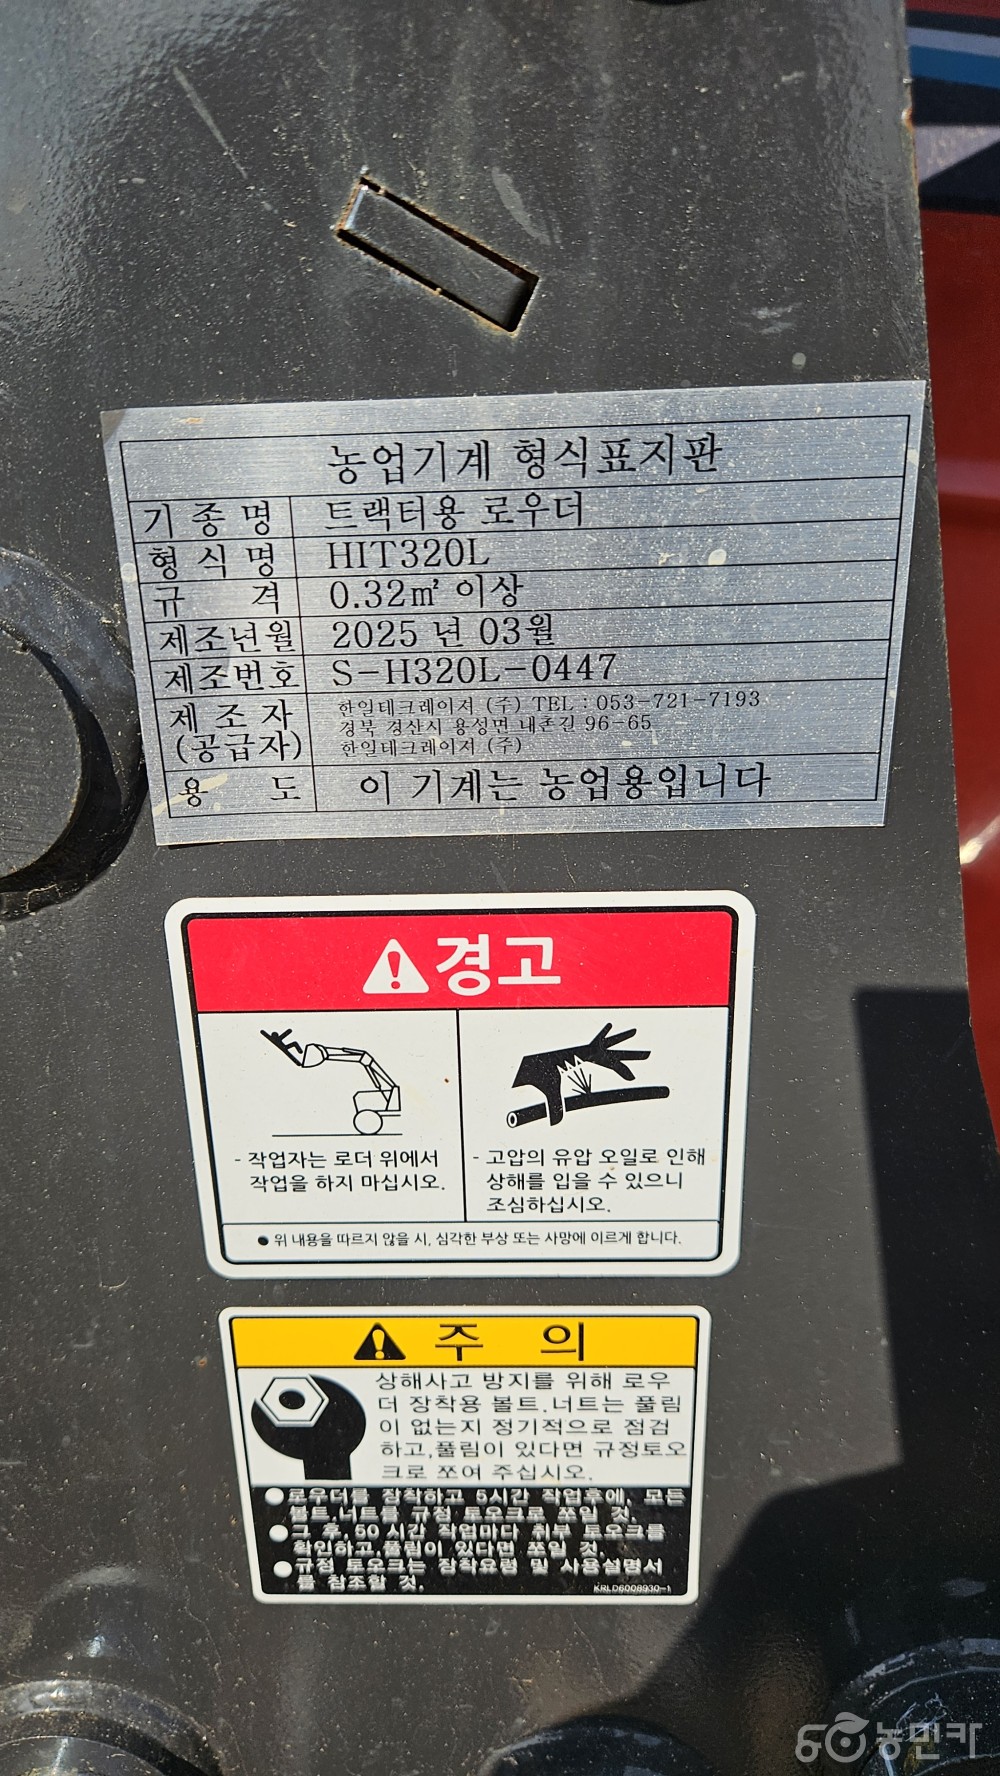 농업기계 형식표지판
기종명 트랙터용 로우더
형식명 HIT320L
규격 0.32㎥ 이상
제조년월 2025년 03월
제조번호 S-H320L-0447
제조자 (공급자) 한일테크레이저 (주) TEL : 053-721-7193
경북 경산시 용성면 내촌길 96-65
한일테크레이저 (주)
용도 이 기계는 농업용입니다
경고
- 작업자는 로더 위에서
작업을 하지 마십시오.
- 고압의 유압 오일로 인해
상해를 입을 수 있으니
조심하십시오.
● 위 내용을 따르지 않을 시, 심각한 부상 또는 사망에 이르게 합니다.
주 의
상해사고 방지를 위해 로우
더 장착용 볼트.너트는 풀림
이 없는지 정기적으로 점검
하고,풀림이 있다면 규정토오
크로 쪼여 주십시오.
●로우더를 장착하고 5시간 작업후에, 모든
볼트.너트를 규정 토오크로 쪼일 것.
●그 후, 50 시간 작업마다 취부 토오크를
확인하고,풀림이 있다면 쪼일 것.
●규정 토오크는 장착요령 및 사용설명서
를 참조할 것.
KRLD6008930-1
농민카